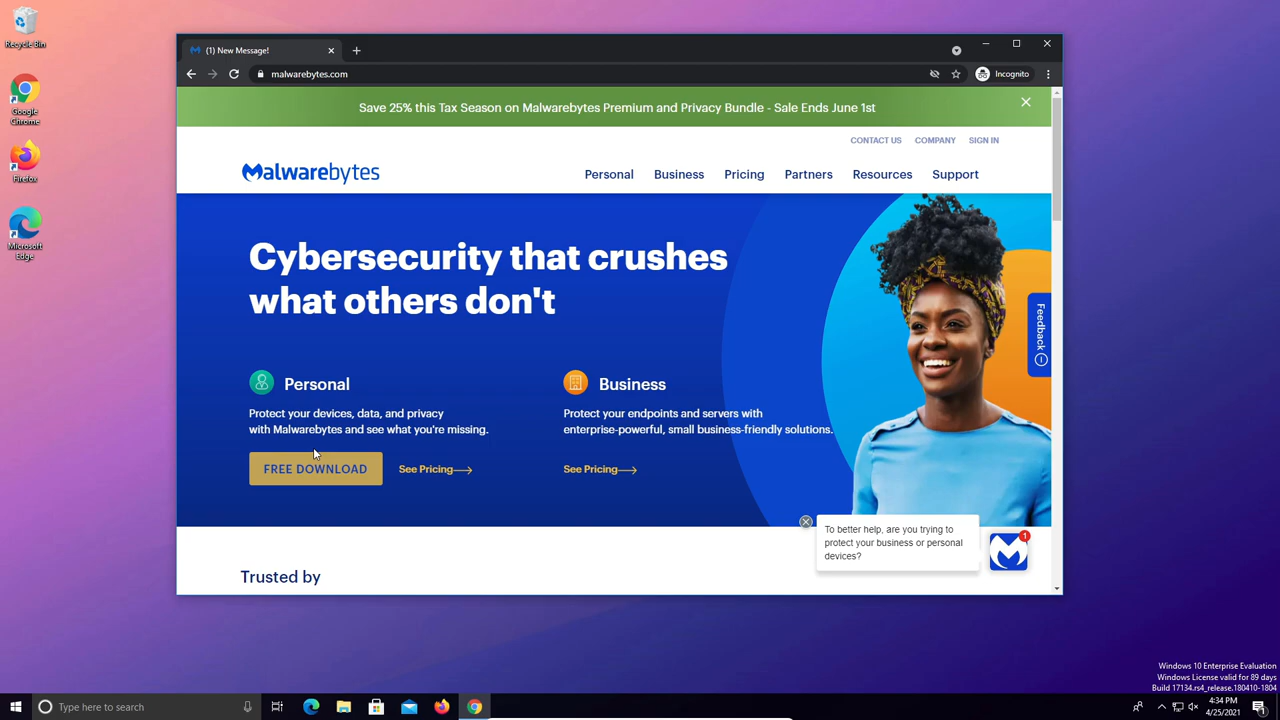 Recycle Bin
Google
Chrome
Firefox
Microsoft
Edge
(1) New Message!
malwarebytes.com
Incognito
Save 25% this Tax Season on Malwarebytes Premium and Privacy Bundle - Sale Ends June 1st
CONTACT US COMPANY SIGN IN
Malwarebytes
Personal Business Pricing Partners Resources Support
Cybersecurity that crushes
what others don't
Feedback
Personal
Protect your devices, data, and privacy
with Malwarebytes and see what you're missing.
FREE DOWNLOAD See Pricing
Business
Protect your endpoints and servers with
enterprise-powerful, small business-friendly solutions.
See Pricing
To better help, are you trying to
protect your business or personal
devices?
1
Trusted by
Windows 10 Enterprise Evaluation
Windows License valid for 89 days
Build 17134.rs4_release.180410-1804
Type here to search
4:34 PM
4/25/2021
1